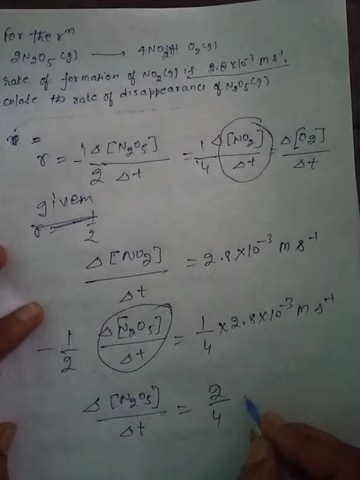 For the rxn
2N2O5(g) ⟶ 4NO2(g)+ O2(g)
rate of formation of NO2(g) is 2.8×10⁻³ M s⁻¹.
culate the rate of disappearance of N2O5(g)
r = -1/2 Δ[N2O5]/Δt = 1/4 Δ[NO2]/Δt = Δ[O2]/Δt
given
Δ[NO2]/Δt = 2.8×10⁻³ M s⁻¹
-1/2 Δ[N2O5]/Δt = 1/4 × 2.8×10⁻³ M s⁻¹
Δ[N2O5]/Δt = 2/4